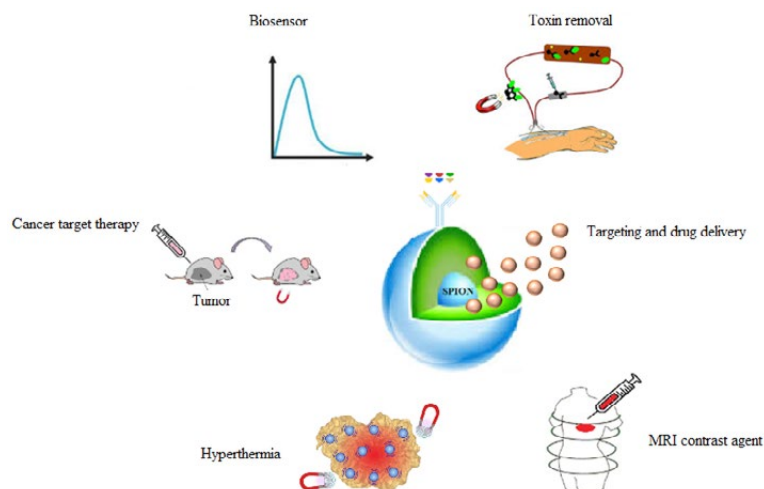 Biosensor
Toxin removal
Cancer target therapy
Tumor
SPION
Targeting and drug delivery
Hyperthermia
MRI contrast agent